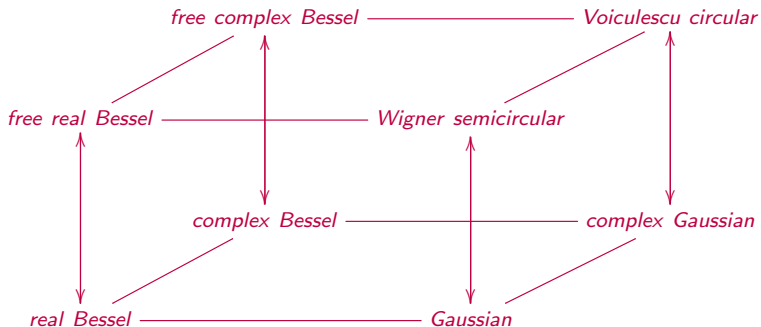 free complex Bessel
Voiculescu circular
free real Bessel
Wigner semicircular
complex Bessel
complex Gaussian
real Bessel
Gaussian